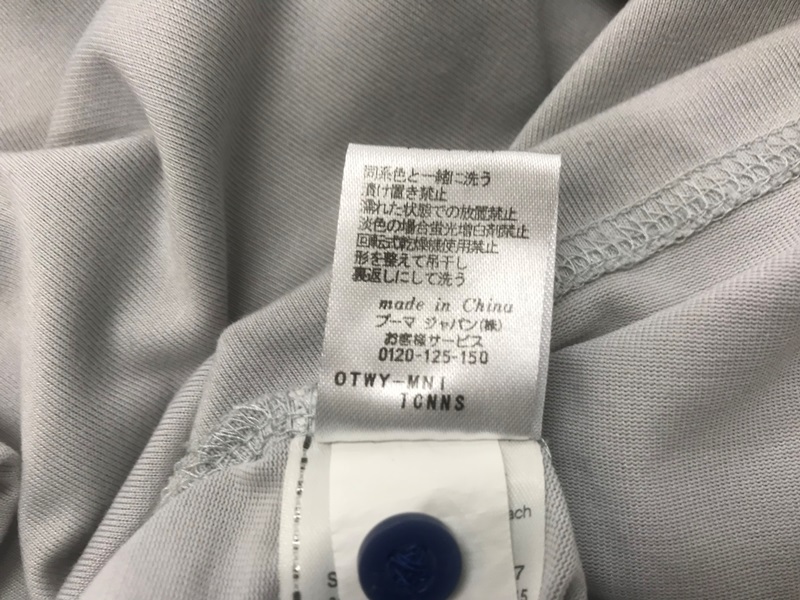 同系色と一緒に洗う
漬け置き禁止
濡れた状態での放置禁止
淡色の場合蛍光増白剤禁止
回転式乾燥機使用禁止
形を整えて吊干し
裏返しにして洗う
made in China
プーマ ジャパン(株)
お客様サービス
0120-125-150
OTWY-MNI
TCNNS
ach
S
7
5